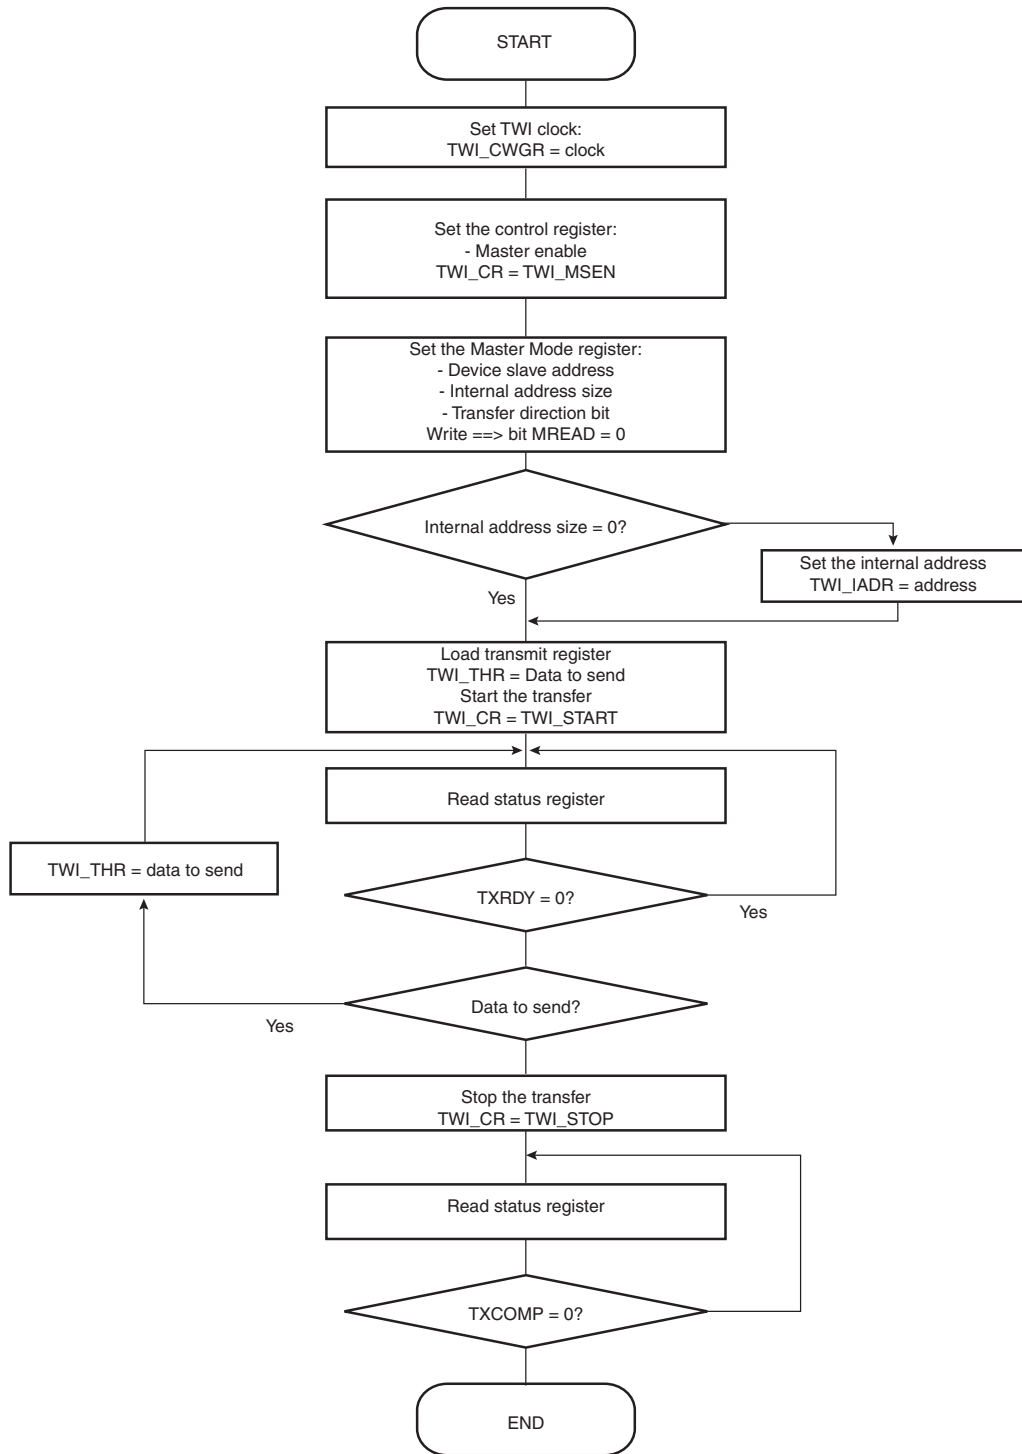 START
Set TWI clock:
TWI_CWGR = clock
Set the control register:
- Master enable
TWI_CR = TWI_MSEN
Set the Master Mode register:
- Device slave address
- Internal address size
- Transfer direction bit
Write ==> bit MREAD = 0
Internal address size = 0?
Set the internal address
TWI_IADR = address
Yes
Load transmit register
TWI_THR = Data to send
Start the transfer
TWI_CR = TWI_START
Read status register
TWI_THR = data to send
TXRDY = 0?
Yes
Data to send?
Yes
Stop the transfer
TWI_CR = TWI_STOP
Read status register
TXCOMP = 0?
END